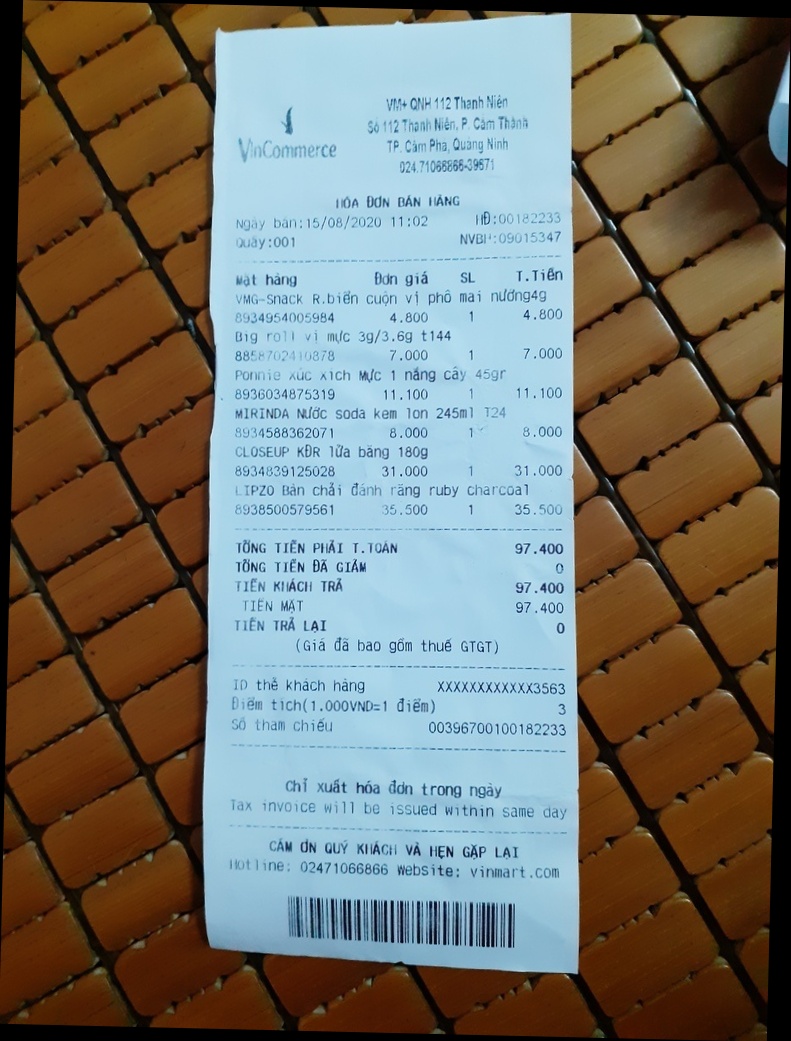 VinCommerce
VM+ QNH 112 Thanh Niên
Số 112 Thanh Niên, P. Cẩm Thành
TP. Cẩm Phả, Quảng Ninh
024.71066866-39671
HÓA ĐƠN BÁN HÀNG
Ngày bán:15/08/2020 11:02 HĐ:00182233
Quầy:001 NVBH:09015347
Mặt hàng Đơn giá SL T.Tiền
VMG-Snack R.biển cuộn vị phô mai nướng4g
8934954005984 4.800 1 4.800
Big roll vị mực 3g/3.6g t144
8858702410878 7.000 1 7.000
Ponnie xúc xích Mực 1 nắng cây 45gr
8936034875319 11.100 1 11.100
MIRINDA Nước soda kem lon 245ml T24
8934588362071 8.000 1 8.000
CLOSEUP KĐR lửa băng 180g
8934839125028 31.000 1 31.000
LIPZO Bàn chải đánh răng ruby charcoal
8938500579561 35.500 1 35.500
TỔNG TIỀN PHẢI T.TOÁN 97.400
TỔNG TIỀN ĐÃ GIẢM 0
TIỀN KHÁCH TRẢ 97.400
TIỀN MẶT 97.400
TIỀN TRẢ LẠI 0
(Giá đã bao gồm thuế GTGT)
ID thẻ khách hàng XXXXXXXXXXXX3563
Điểm tích(1.000VND=1 điểm) 3
Số tham chiếu 00396700100182233
Chỉ xuất hóa đơn trong ngày
Tax invoice will be issued within same day
CẢM ƠN QUÝ KHÁCH VÀ HẸN GẶP LẠI
Hotline: 02471066866 Website: vinmart.com